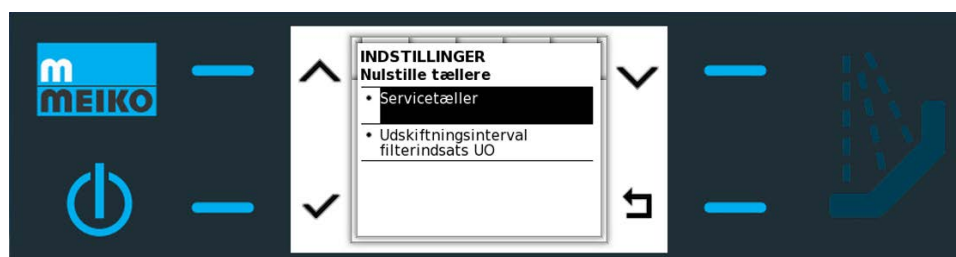 m
MEIKO
INDSTILLINGER
Nulstille tællere
• Servicetæller
• Udskiftningsinterval
filterindsats UO